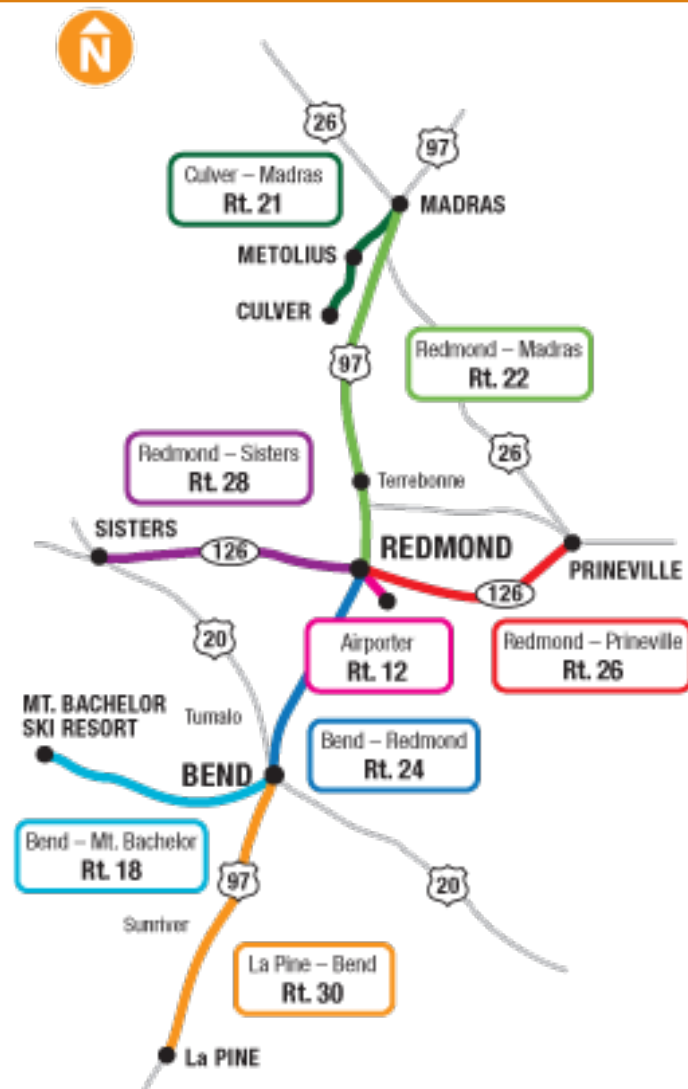 N
26
97
Culver – Madras
Rt. 21
MADRAS
METOLIUS
CULVER
97
Redmond – Madras
Rt. 22
26
Redmond – Sisters
Rt. 28
Terrebonne
SISTERS
126
REDMOND
PRINEVILLE
126
20
Airporter
Rt. 12
Redmond – Prineville
Rt. 26
MT. BACHELOR
SKI RESORT
Tumalo
Bend – Redmond
Rt. 24
BEND
Bend – Mt. Bachelor
Rt. 18
97
20
Sunriver
La Pine – Bend
Rt. 30
La PINE